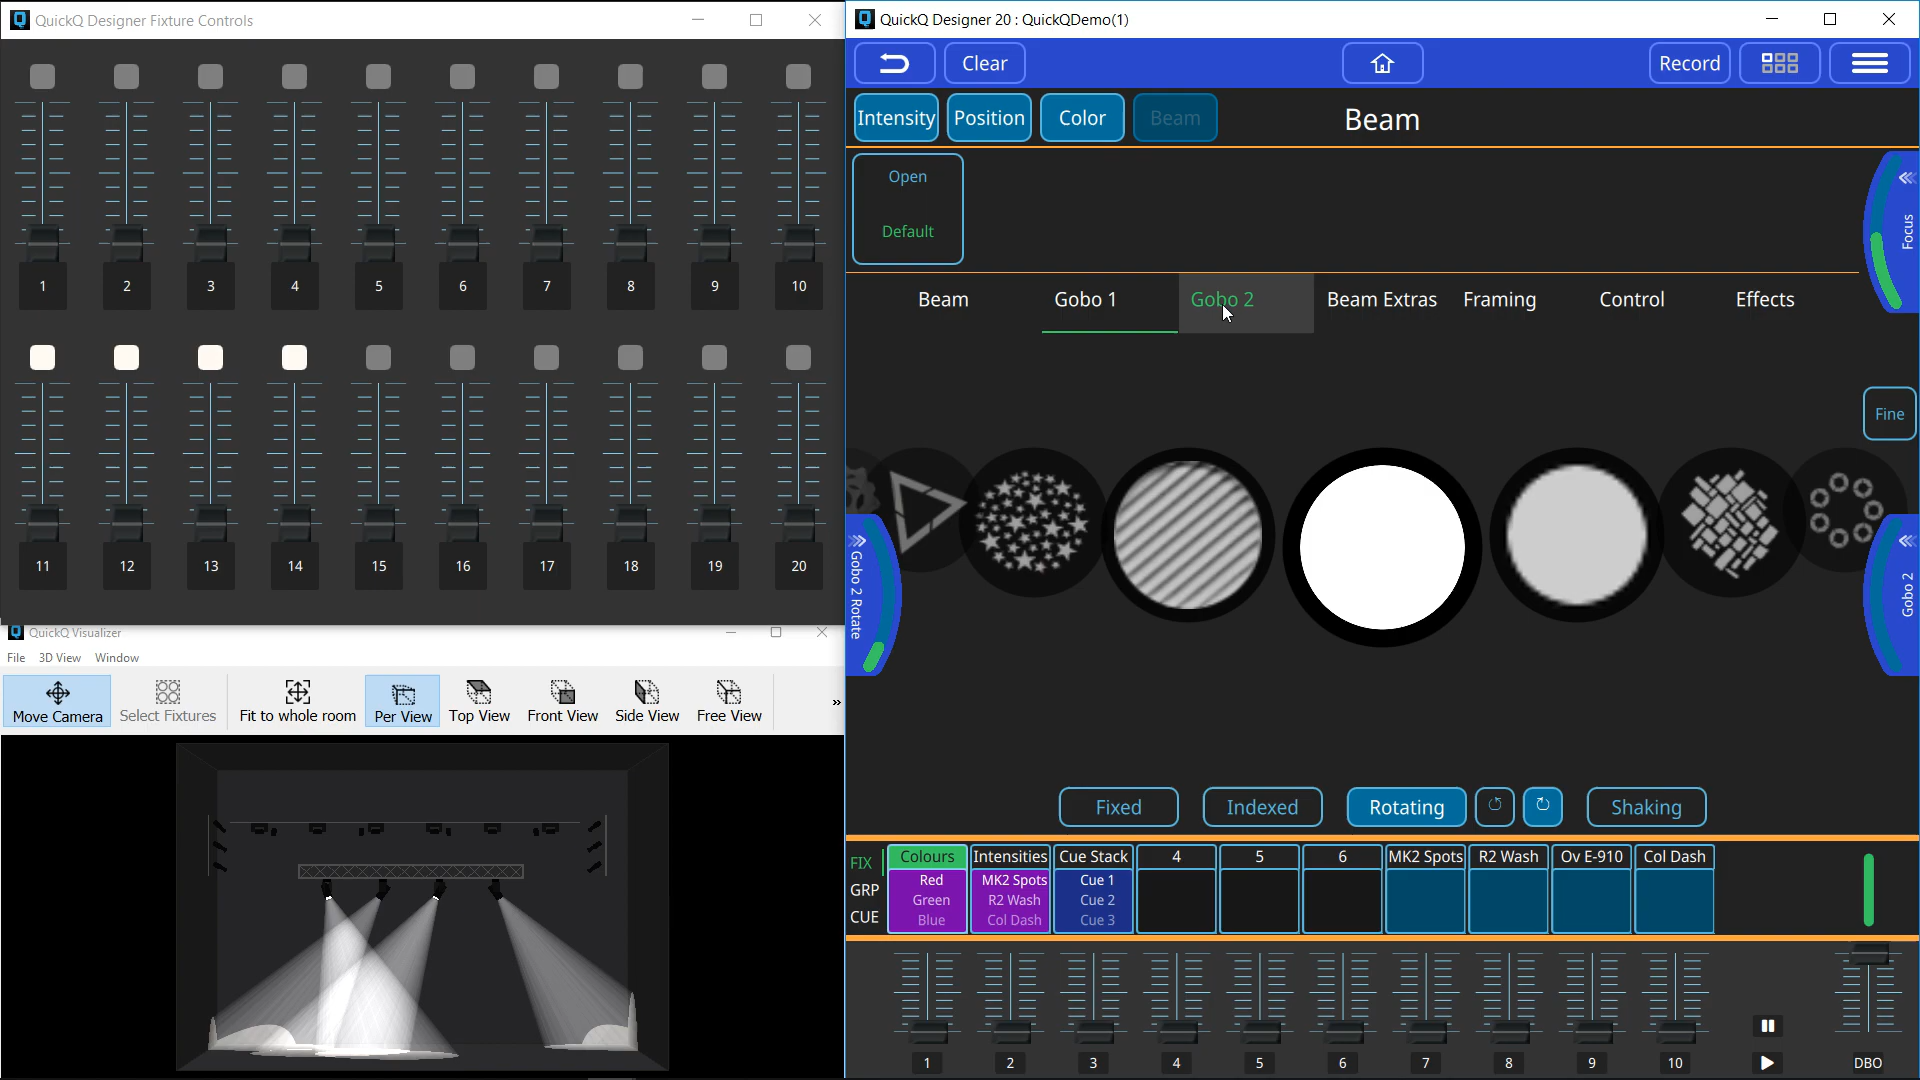 QuickQ Designer Fixture Controls
1 2 3 4 5 6 7 8 9 10
11 12 13 14 15 16 17 18 19 20
QuickQ Visualizer
File 3D View Window
Move Camera Select Fixtures Fit to whole room Per View Top View Front View Side View Free View »
QuickQ Designer 20 : QuickQDemo(1)
Clear Record
Intensity Position Color Beam Beam
Open
Default
Focus
Beam Gobo 1 Gobo 2 Beam Extras Framing Control Effects
Fine
Gobo 2 Rotate
Gobo 2
Fixed Indexed Rotating Shaking
FIX Colours Intensities Cue Stack 4 5 6 MK2 Spots R2 Wash Ov E-910 Col Dash
Red MK2 Spots Cue 1
GRP Green R2 Wash Cue 2
CUE Blue Col Dash Cue 3
1 2 3 4 5 6 7 8 9 10 DBO